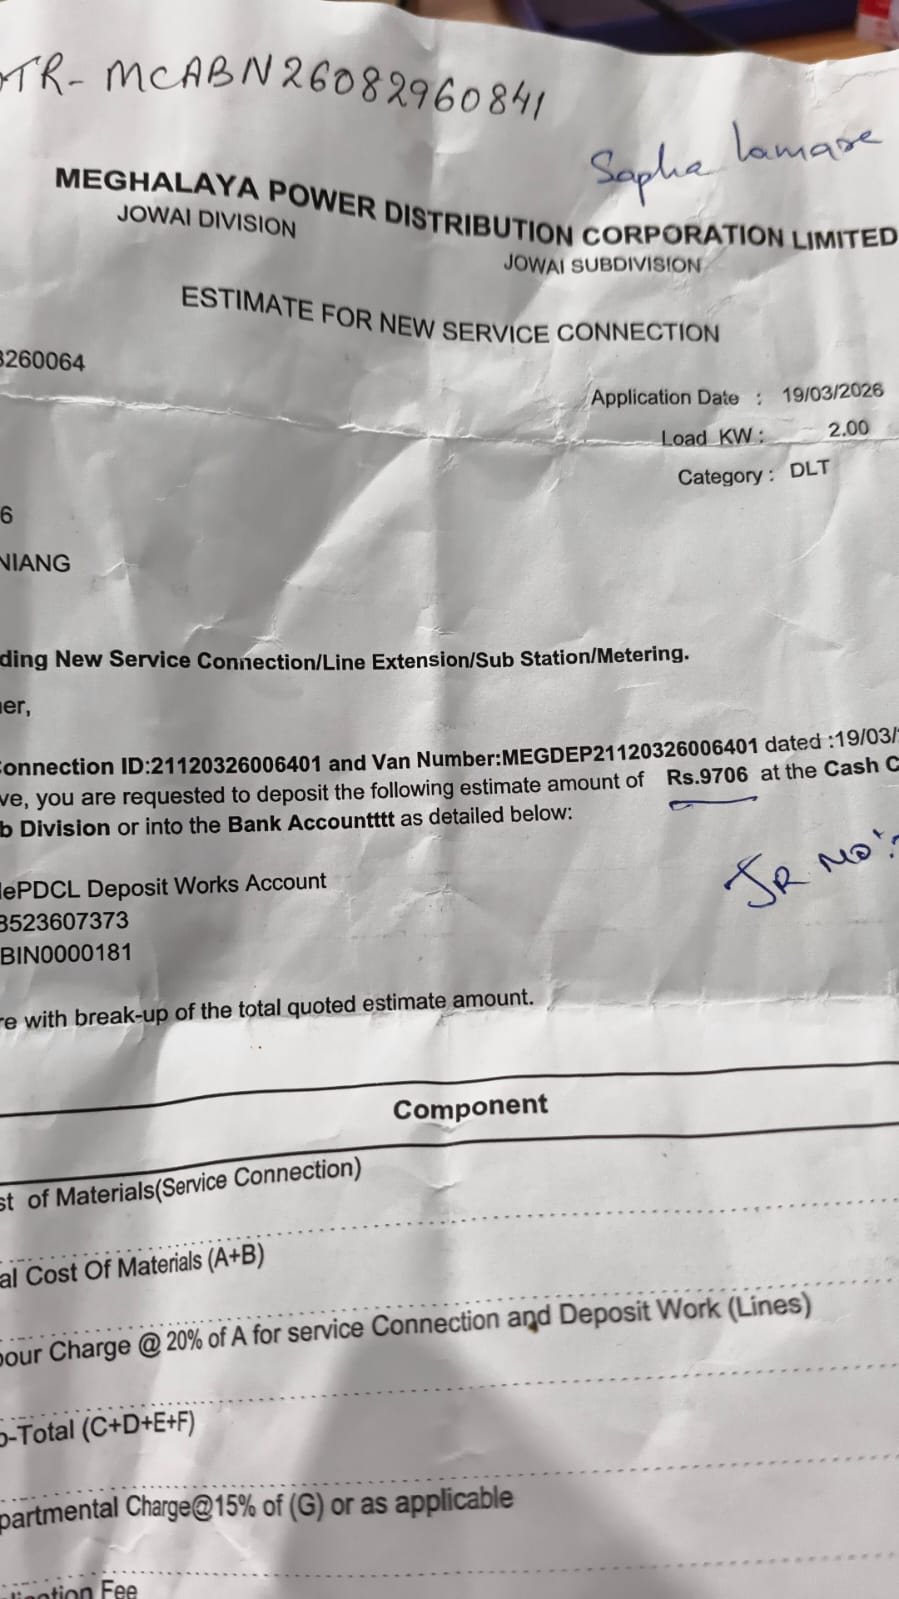 TR- MCABN26082960841
Sapha lamare
MEGHALAYA POWER DISTRIBUTION CORPORATION LIMITED
JOWAI DIVISION
JOWAI SUBDIVISION
ESTIMATE FOR NEW SERVICE CONNECTION
3260064
Application Date : 19/03/2026
Load KW : 2.00
Category : DLT
6
NIANG
ding New Service Connection/Line Extension/Sub Station/Metering.
er,
onnection ID:21120326006401 and Van Number:MEGDEP21120326006401 dated :19/03/
ve, you are requested to deposit the following estimate amount of Rs.9706 at the Cash C
b Division or into the Bank Accountttt as detailed below:
JR NO:
ePDCL Deposit Works Account
8523607373
BIN0000181
re with break-up of the total quoted estimate amount.
Component
st of Materials(Service Connection)
al Cost Of Materials (A+B)
our Charge @ 20% of A for service Connection and Deposit Work (Lines)
o-Total (C+D+E+F)
partmental Charge@15% of (G) or as applicable
lication Fee